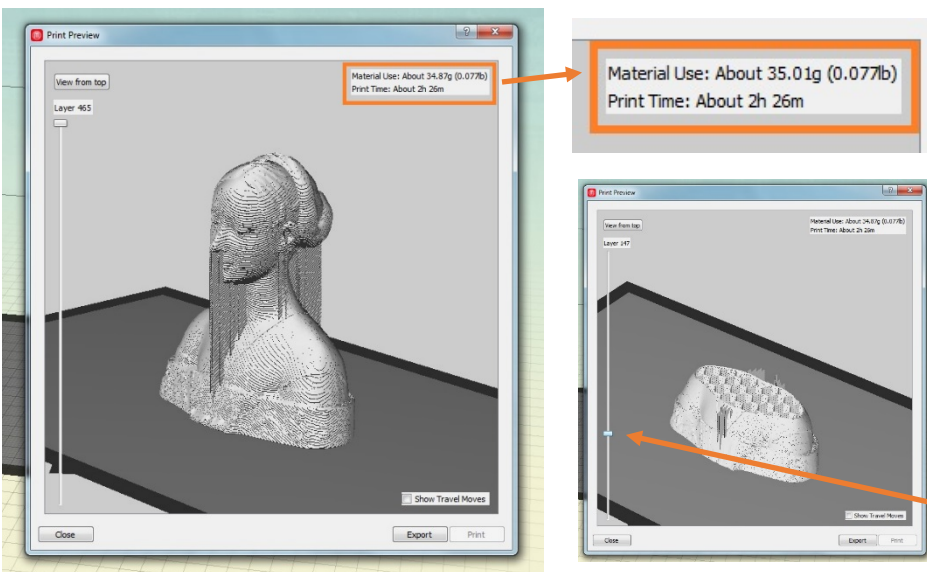 Print Preview
View from top
Material Use: About 34.87g (0.077lb)
Print Time: About 2h 26m
Layer 465
Show Travel Moves
Close
Export
Print
Material Use: About 35.01g (0.077lb)
Print Time: About 2h 26m
Print Preview
View from top
Material Use: About 34.87g (0.077lb)
Print Time: About 2h 26m
Layer 147
Show Travel Moves
Close
Export
Print